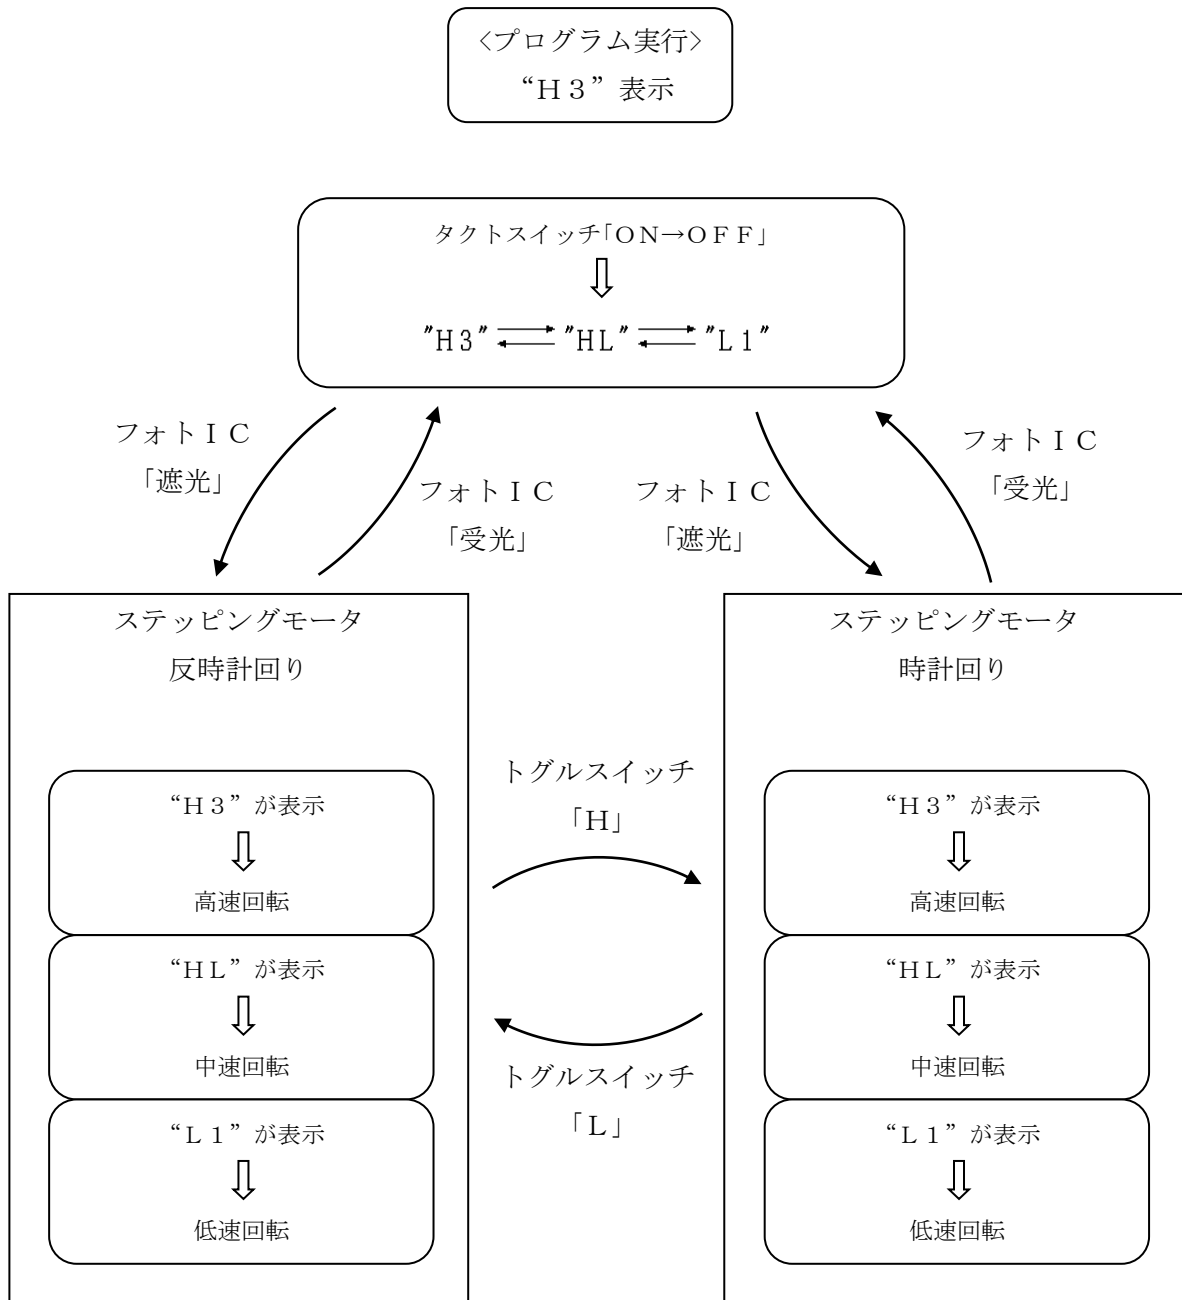 〈プログラム実行〉
“Ｈ３”表示
タクトスイッチ「ＯＮ→ＯＦＦ」
"H3" "HL" "L1"
フォトＩＣ
「遮光」
フォトＩＣ
「受光」
フォトＩＣ
「遮光」
フォトＩＣ
「受光」
ステッピングモータ
反時計回り
“Ｈ３”が表示
高速回転
“ＨＬ”が表示
中速回転
“Ｌ１”が表示
低速回転
トグルスイッチ
「Ｈ」
トグルスイッチ
「Ｌ」
ステッピングモータ
時計回り
“Ｈ３”が表示
高速回転
“ＨＬ”が表示
中速回転
“Ｌ１”が表示
低速回転